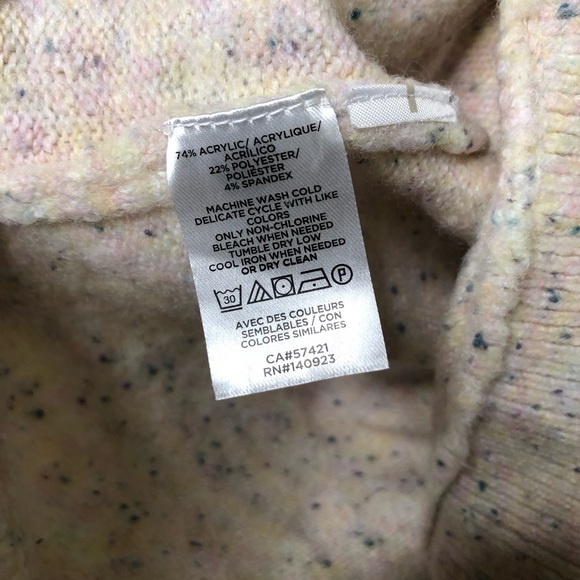 74% ACRYLIC/ ACRYLIQUE/
ACRILICO
22% POLYESTER/
POLIESTER
4% SPANDEX
MACHINE WASH COLD
DELICATE CYCLE WITH LIKE
COLORS
ONLY NON-CHLORINE
BLEACH WHEN NEEDED
TUMBLE DRY LOW
COOL IRON WHEN NEEDED
OR DRY CLEAN
30 P
AVEC DES COULEURS
SEMBLABLES / CON
COLORES SIMILARES
CA#57421
RN#140923